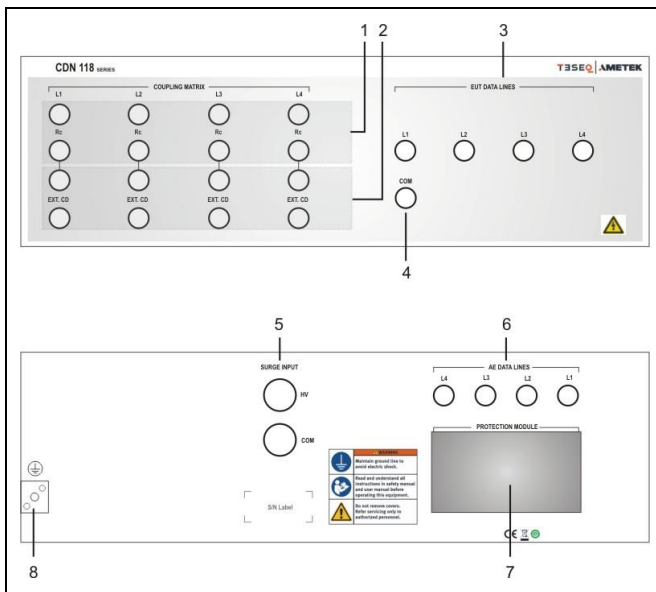 1 2 3
CDN 118 SERIES
TESEQ AMETEK
COUPLING MATRIX
L1 L2 L3 L4
Rc Rc Rc Rc
EXT. CD EXT. CD EXT. CD EXT. CD
EUT DATA LINES
L1 L2 L3 L4
COM
4
5 6
SURGE INPUT
HV
COM
AE DATA LINES
L4 L3 L2 L1
PROTECTION MODULE
WARNING
Maintain ground line to
avoid electric shock.
Read and understand all
instructions in safety manual
and user manual before
operating this equipment.
Do not remove covers.
Refer servicing only to
authorized personnel.
S/N Label
CE
8 7